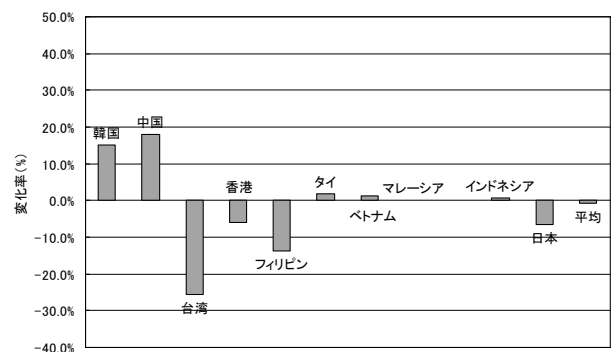 変化率(%)
50.0%
40.0%
30.0%
20.0%
10.0%
0.0%
-10.0%
-20.0%
-30.0%
-40.0%
韓国
中国
台湾
香港
フィリピン
タイ
ベトナム
マレーシア
インドネシア
日本
平均